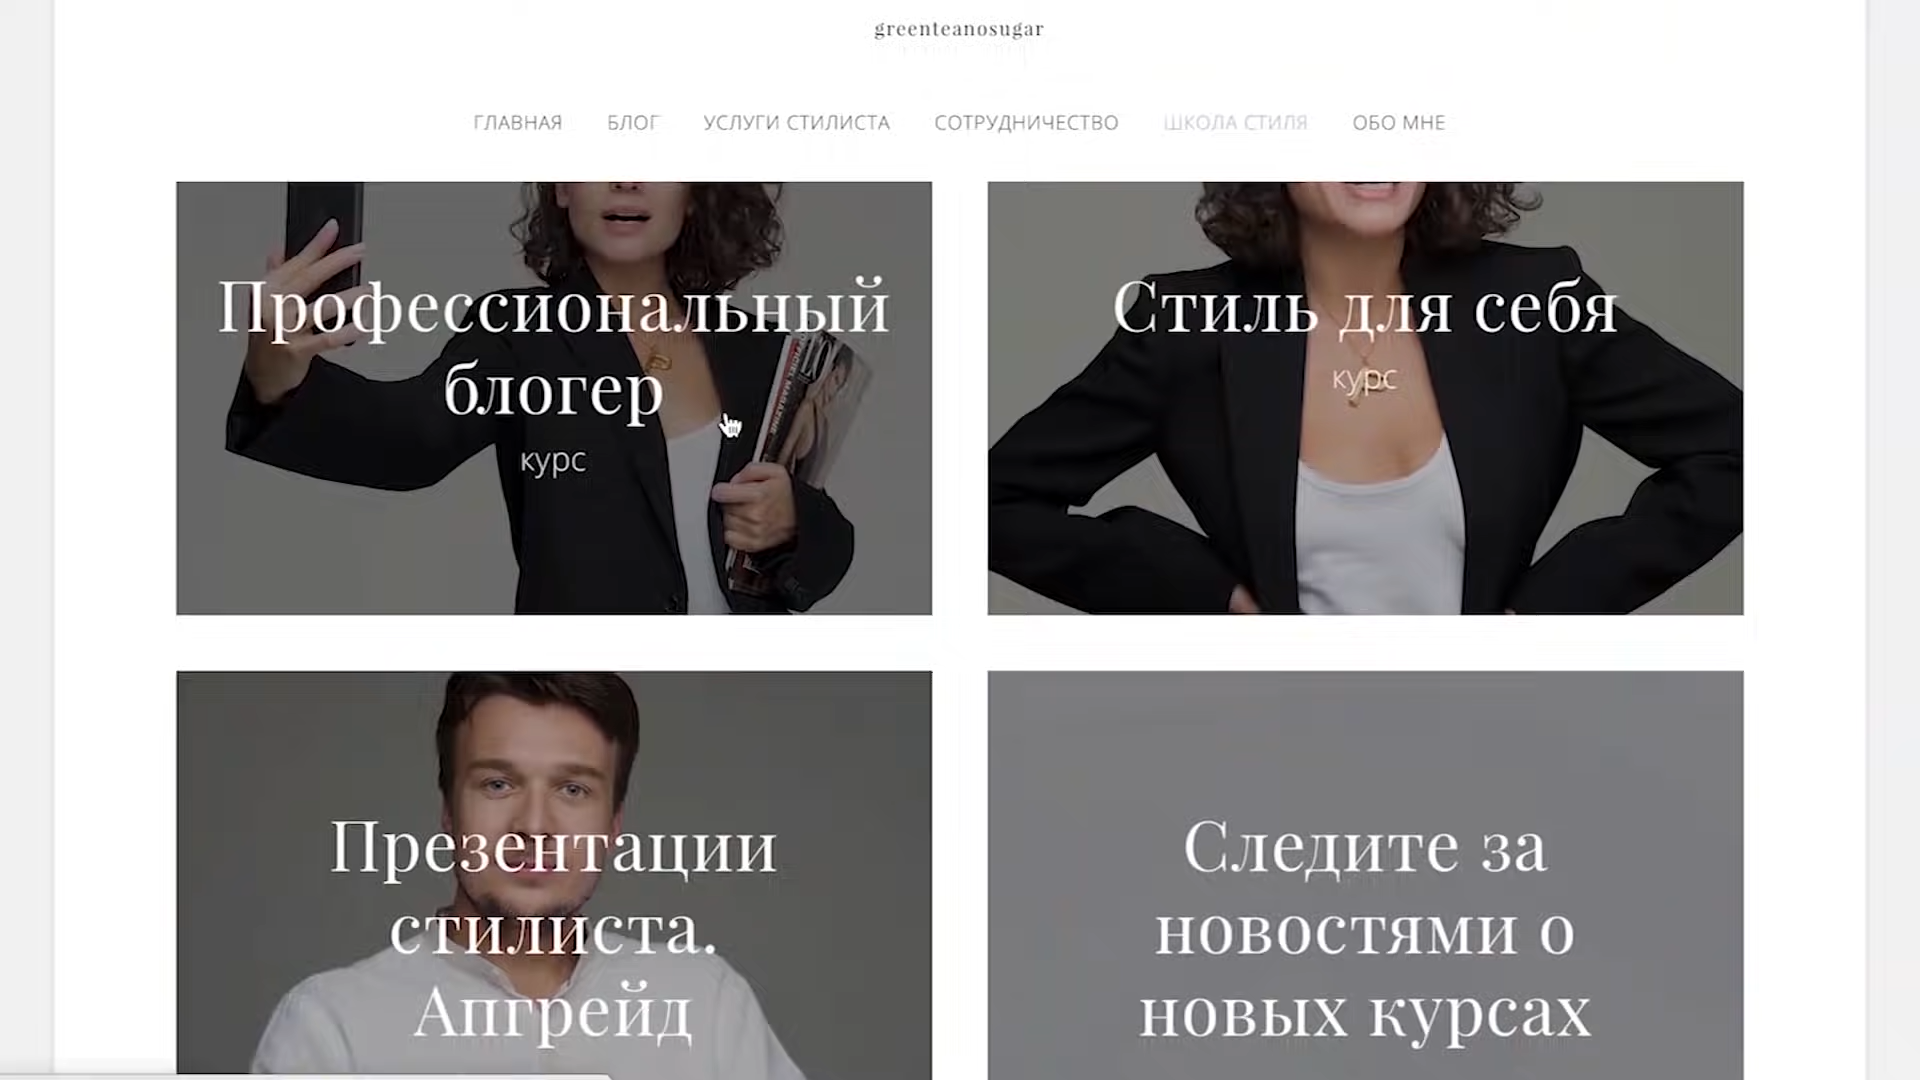 greenteanosugar
ГЛАВНАЯ БЛОГ УСЛУГИ СТИЛИСТА СОТРУДНИЧЕСТВО ШКОЛА СТИЛЯ ОБО МНЕ
Профессиональный
блогер
курс
Стиль для себя
курс
Презентации
стилиста.
Апгрейд
Следите за
новостями о
новых курсах